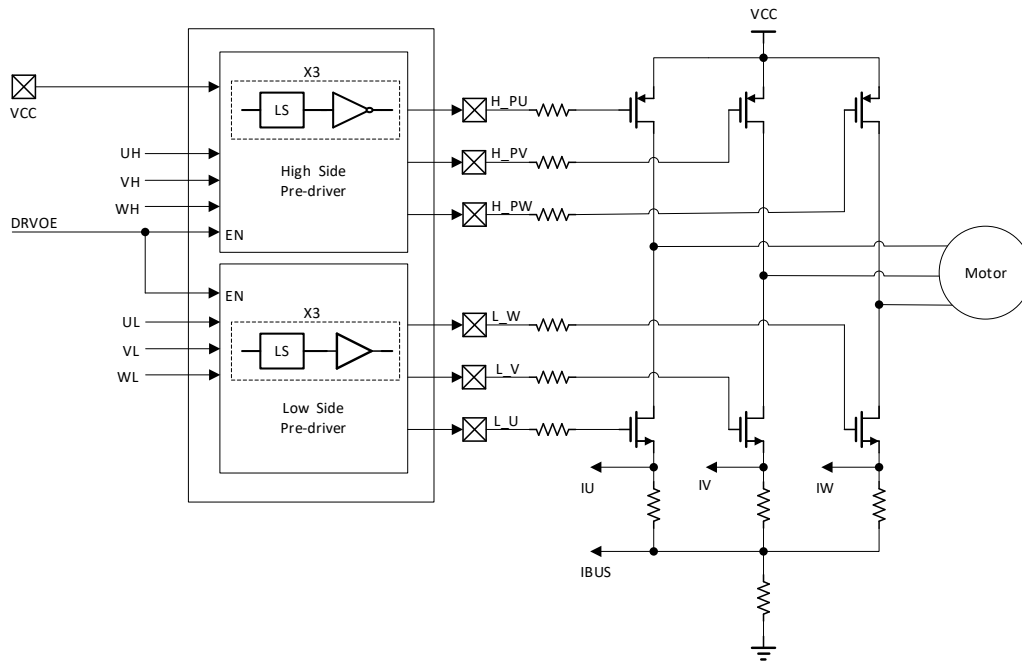 VCC
X3
LS
High Side
Pre-driver
EN
VCC
UH
VH
WH
DRVOE
H_PU
H_PV
H_PW
VCC
Motor
EN
X3
LS
Low Side
Pre-driver
UL
VL
WL
L_W
L_V
L_U
IU
IV
IW
IBUS